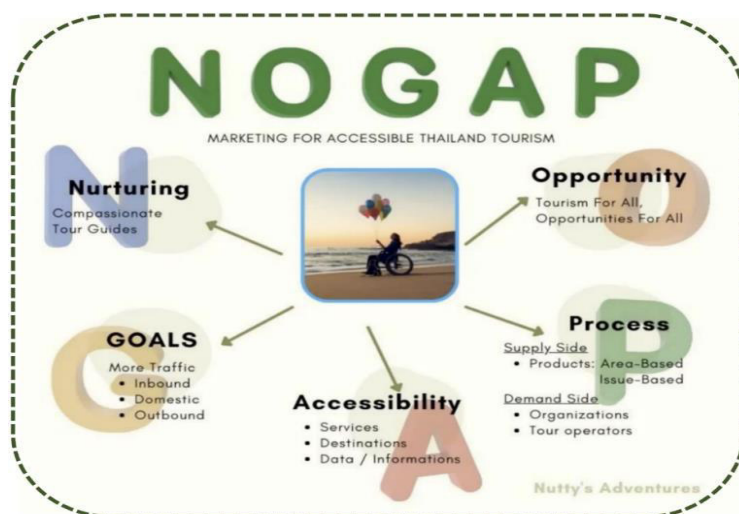 NOGAP
MARKETING FOR ACCESSIBLE THAILAND TOURISM
N
Nurturing
Compassionate
Tour Guides
O
Opportunity
Tourism For All,
Opportunities For All
G
GOALS
More Traffic
• Inbound
• Domestic
• Outbound
A
Accessibility
• Services
• Destinations
• Data / Informations
P
Process
Supply Side
• Products: Area-Based
Issue-Based
Demand Side
• Organizations
• Tour operators
Nutty's Adventures